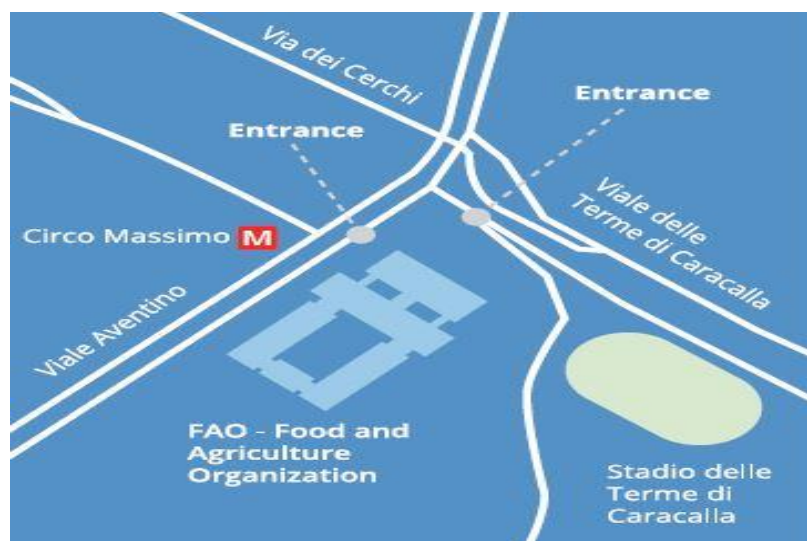 Via dei Cerchi
Entrance
Entrance
Viale delle
Terme di Caracalla
Circo Massimo M
Viale Aventino
FAO - Food and
Agriculture
Organization
Stadio delle
Terme di
Caracalla